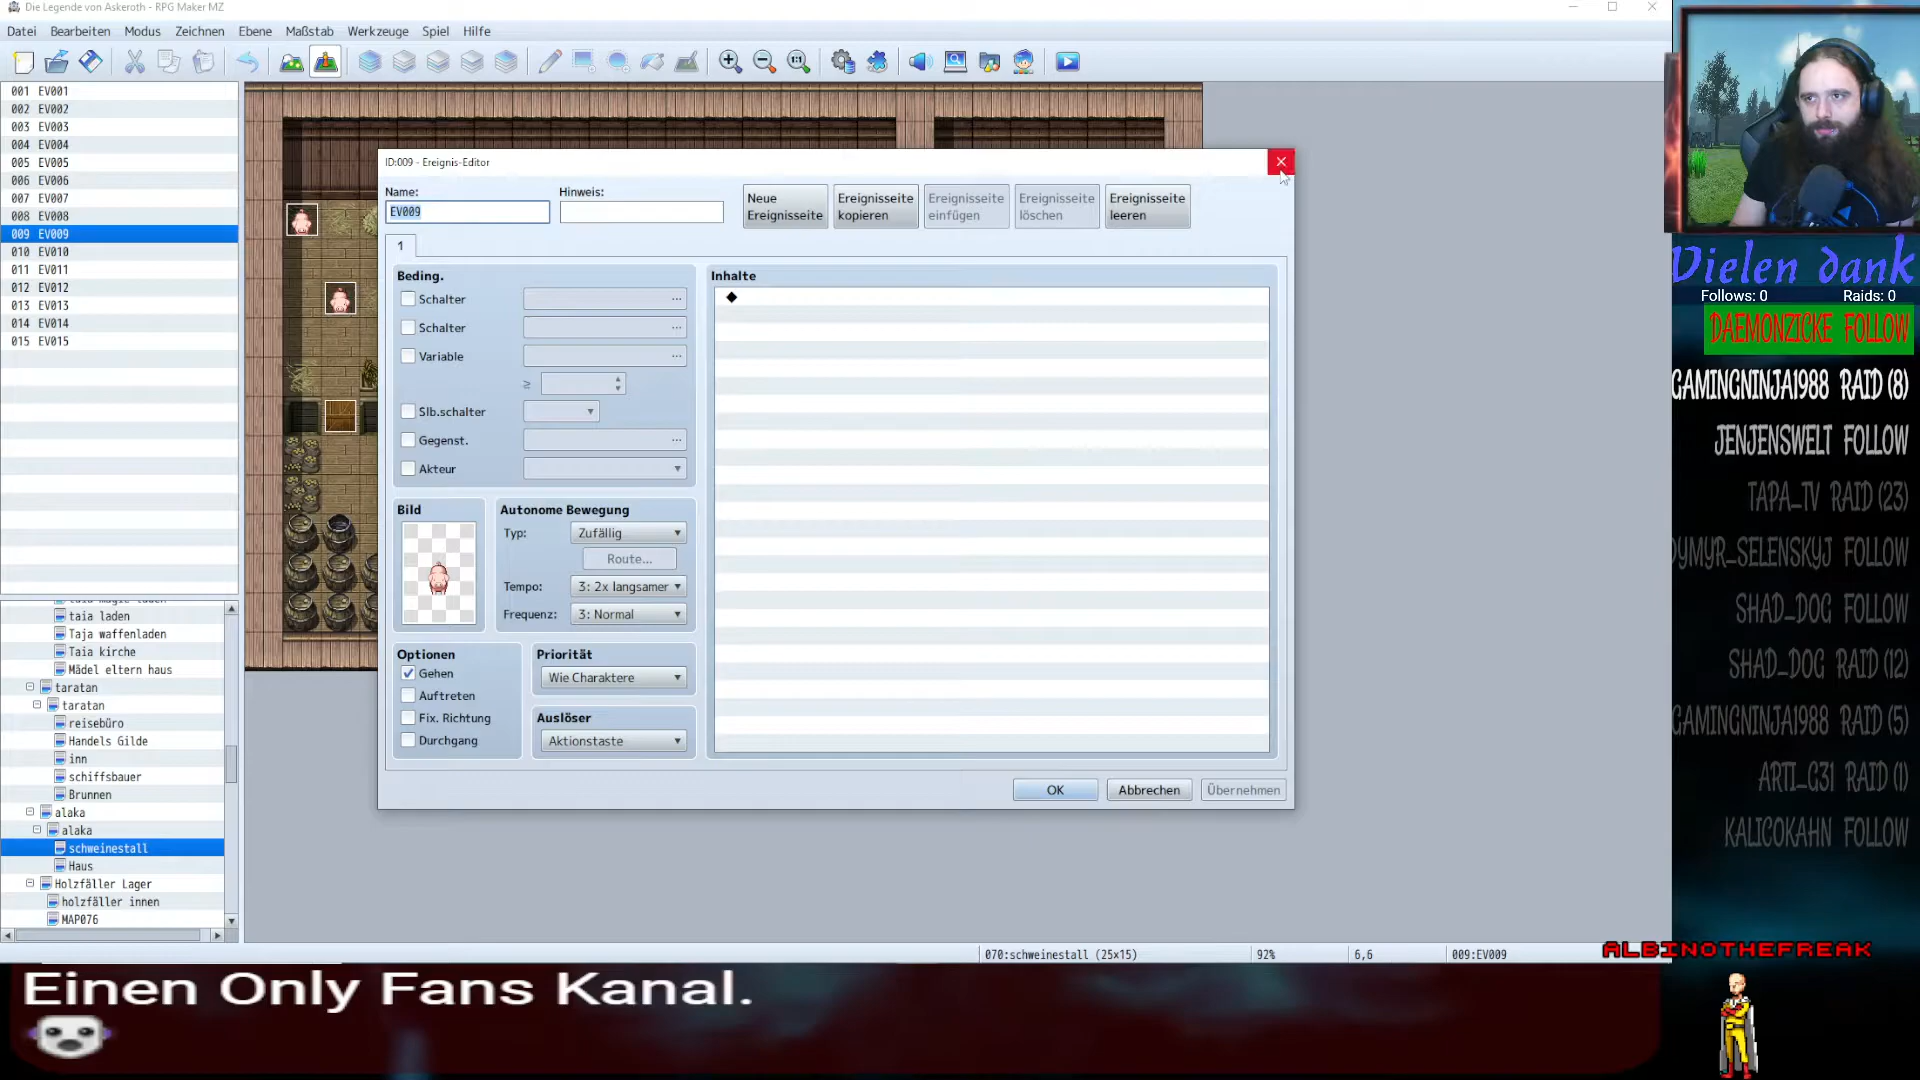 Die Legende von Askeroth - RPG Maker MZ
Datei Bearbeiten Modus Zeichnen Ebene Maßstab Werkzeuge Spiel Hilfe
001 EV001
002 EV002
003 EV003
004 EV004
005 EV005
006 EV006
007 EV007
008 EV008
009 EV009
010 EV010
011 EV011
012 EV012
013 EV013
014 EV014
015 EV015
taia laden
Taja waffenladen
Taia kirche
Mädel eltern haus
taratan
taratan
reisebüro
Handels Gilde
inn
schiffsbauer
Brunnen
alaka
alaka
schweinestall
Haus
Holzfäller Lager
holzfäller innen
MAP076
ID:009 - Ereignis-Editor
Name:
EV009
Hinweis:
Neue Ereignisseite
Ereignisseite kopieren
Ereignisseite einfügen
Ereignisseite löschen
Ereignisseite leeren
1
Beding.
Schalter ...
Schalter ...
Variable ...
≥
Slb.schalter
Gegenst. ...
Akteur
Bild
Autonome Bewegung
Typ: Zufällig
Route...
Tempo: 3: 2x langsamer
Frequenz: 3: Normal
Optionen
Gehen
Auftreten
Fix. Richtung
Durchgang
Priorität
Wie Charaktere
Auslöser
Aktionstaste
Inhalte
◆
OK Abbrechen Übernehmen
070:schweinestall (25x15) 92% 6,6 009:EV009
Vielen dank
Follows: 0 Raids: 0
DAEMONZICKE FOLLOW
GAMINGNINJA1988 RAID (8)
JENJENSWELT FOLLOW
TAPA_TV RAID (23)
DYMYR_SELENSKYJ FOLLOW
SHAD_DOG FOLLOW
SHAD_DOG RAID (12)
GAMINGNINJA1988 RAID (5)
ARTI_G31 RAID (1)
KALICOKAHN FOLLOW
ALBINOTHEFREAK
Einen Only Fans Kanal.